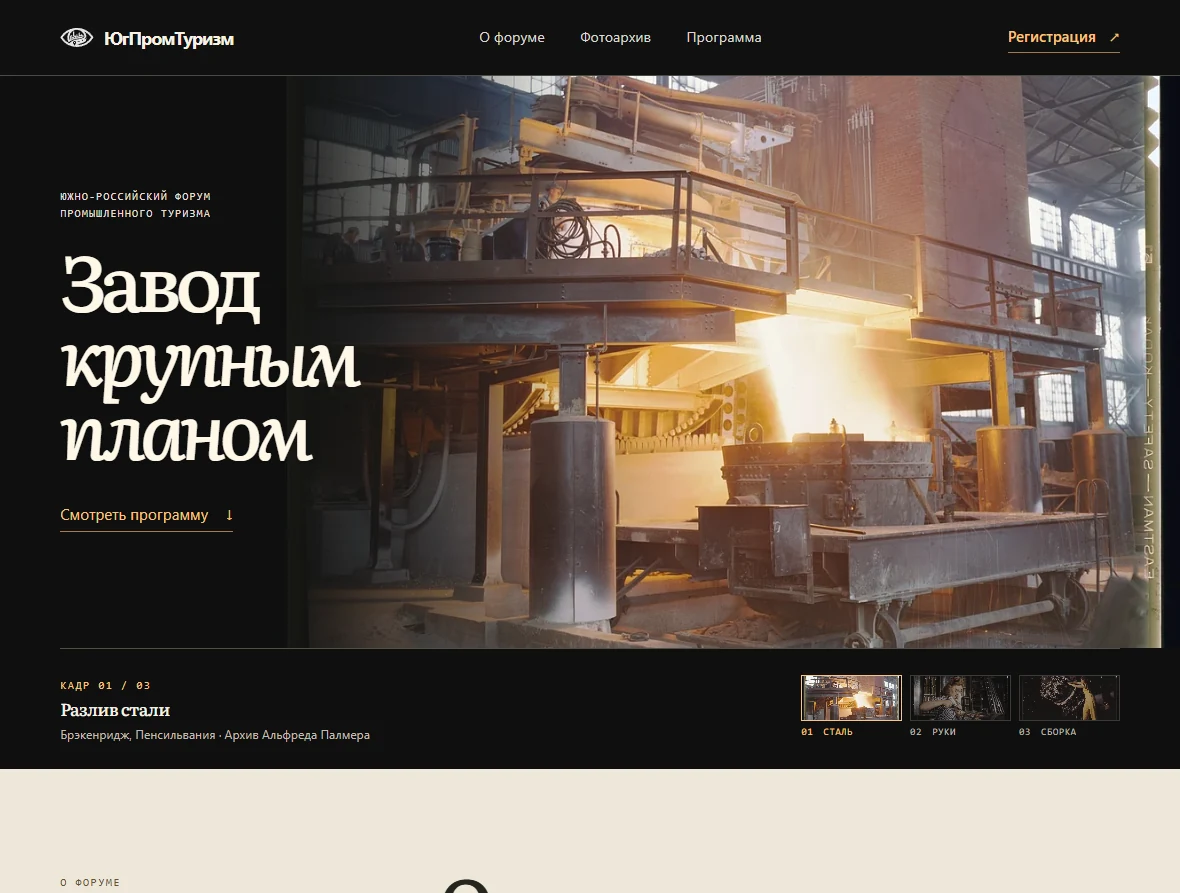 ЮгПромТуризм
О форуме
Фотоархив
Программа
Регистрация ↗
ЮЖНО-РОССИЙСКИЙ ФОРУМ
ПРОМЫШЛЕННОГО ТУРИЗМА
Завод
крупным
планом
Смотреть программу ↓
КАДР 01 / 03
Разлив стали
Брэкенридж, Пенсильвания · Архив Альфреда Палмера
01 СТАЛЬ
02 РУКИ
03 СБОРКА
О ФОРУМЕ